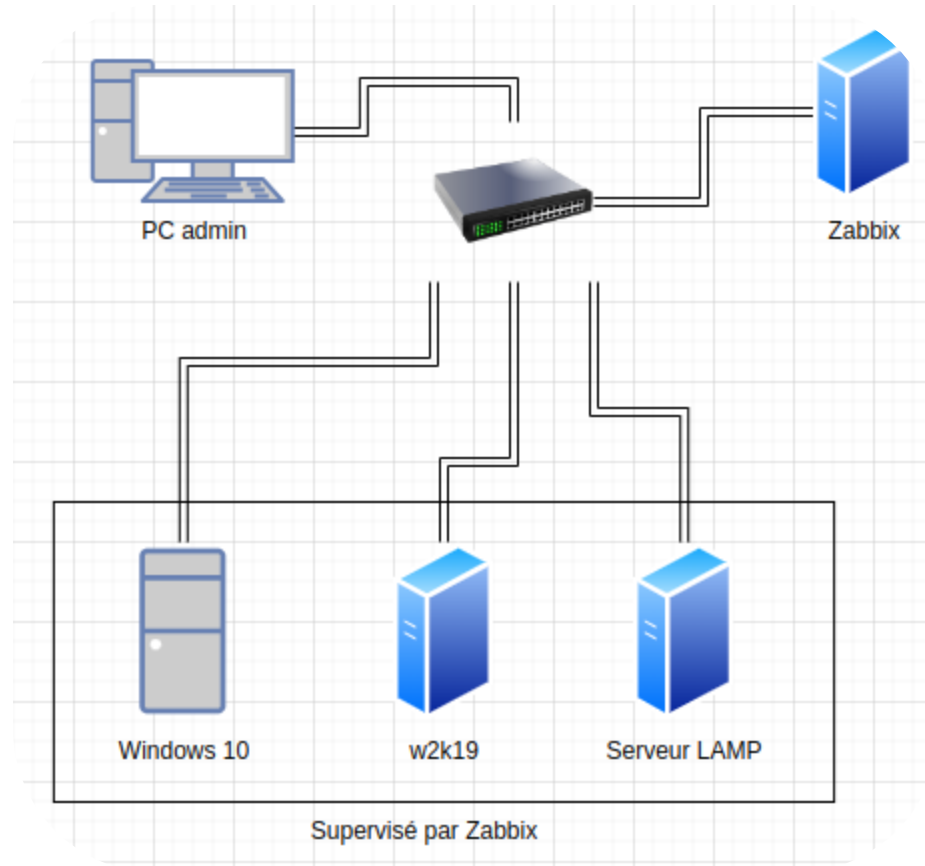 PC admin
Zabbix
Windows 10
w2k19
Serveur LAMP
Supervisé par Zabbix